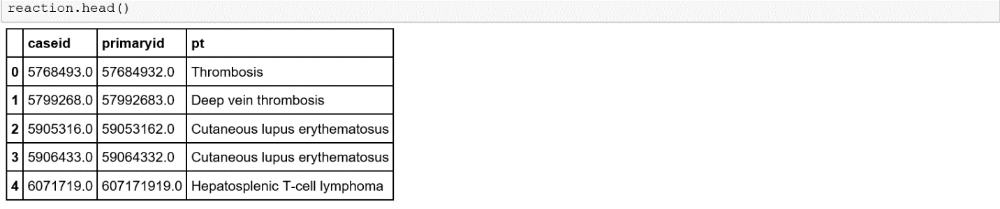 reaction.head()
caseid primaryid pt
0 5768493.0 57684932.0 Thrombosis
1 5799268.0 57992683.0 Deep vein thrombosis
2 5905316.0 59053162.0 Cutaneous lupus erythematosus
3 5906433.0 59064332.0 Cutaneous lupus erythematosus
4 6071719.0 607171919.0 Hepatosplenic T-cell lymphoma